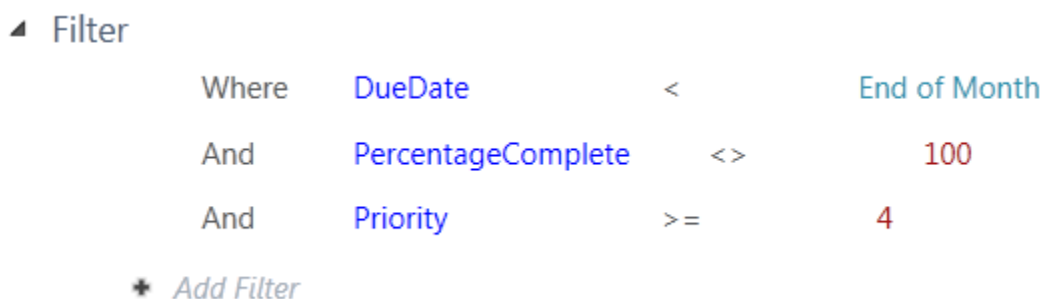 Filter
Where DueDate < End of Month
And PercentageComplete <> 100
And Priority >= 4
Add Filter